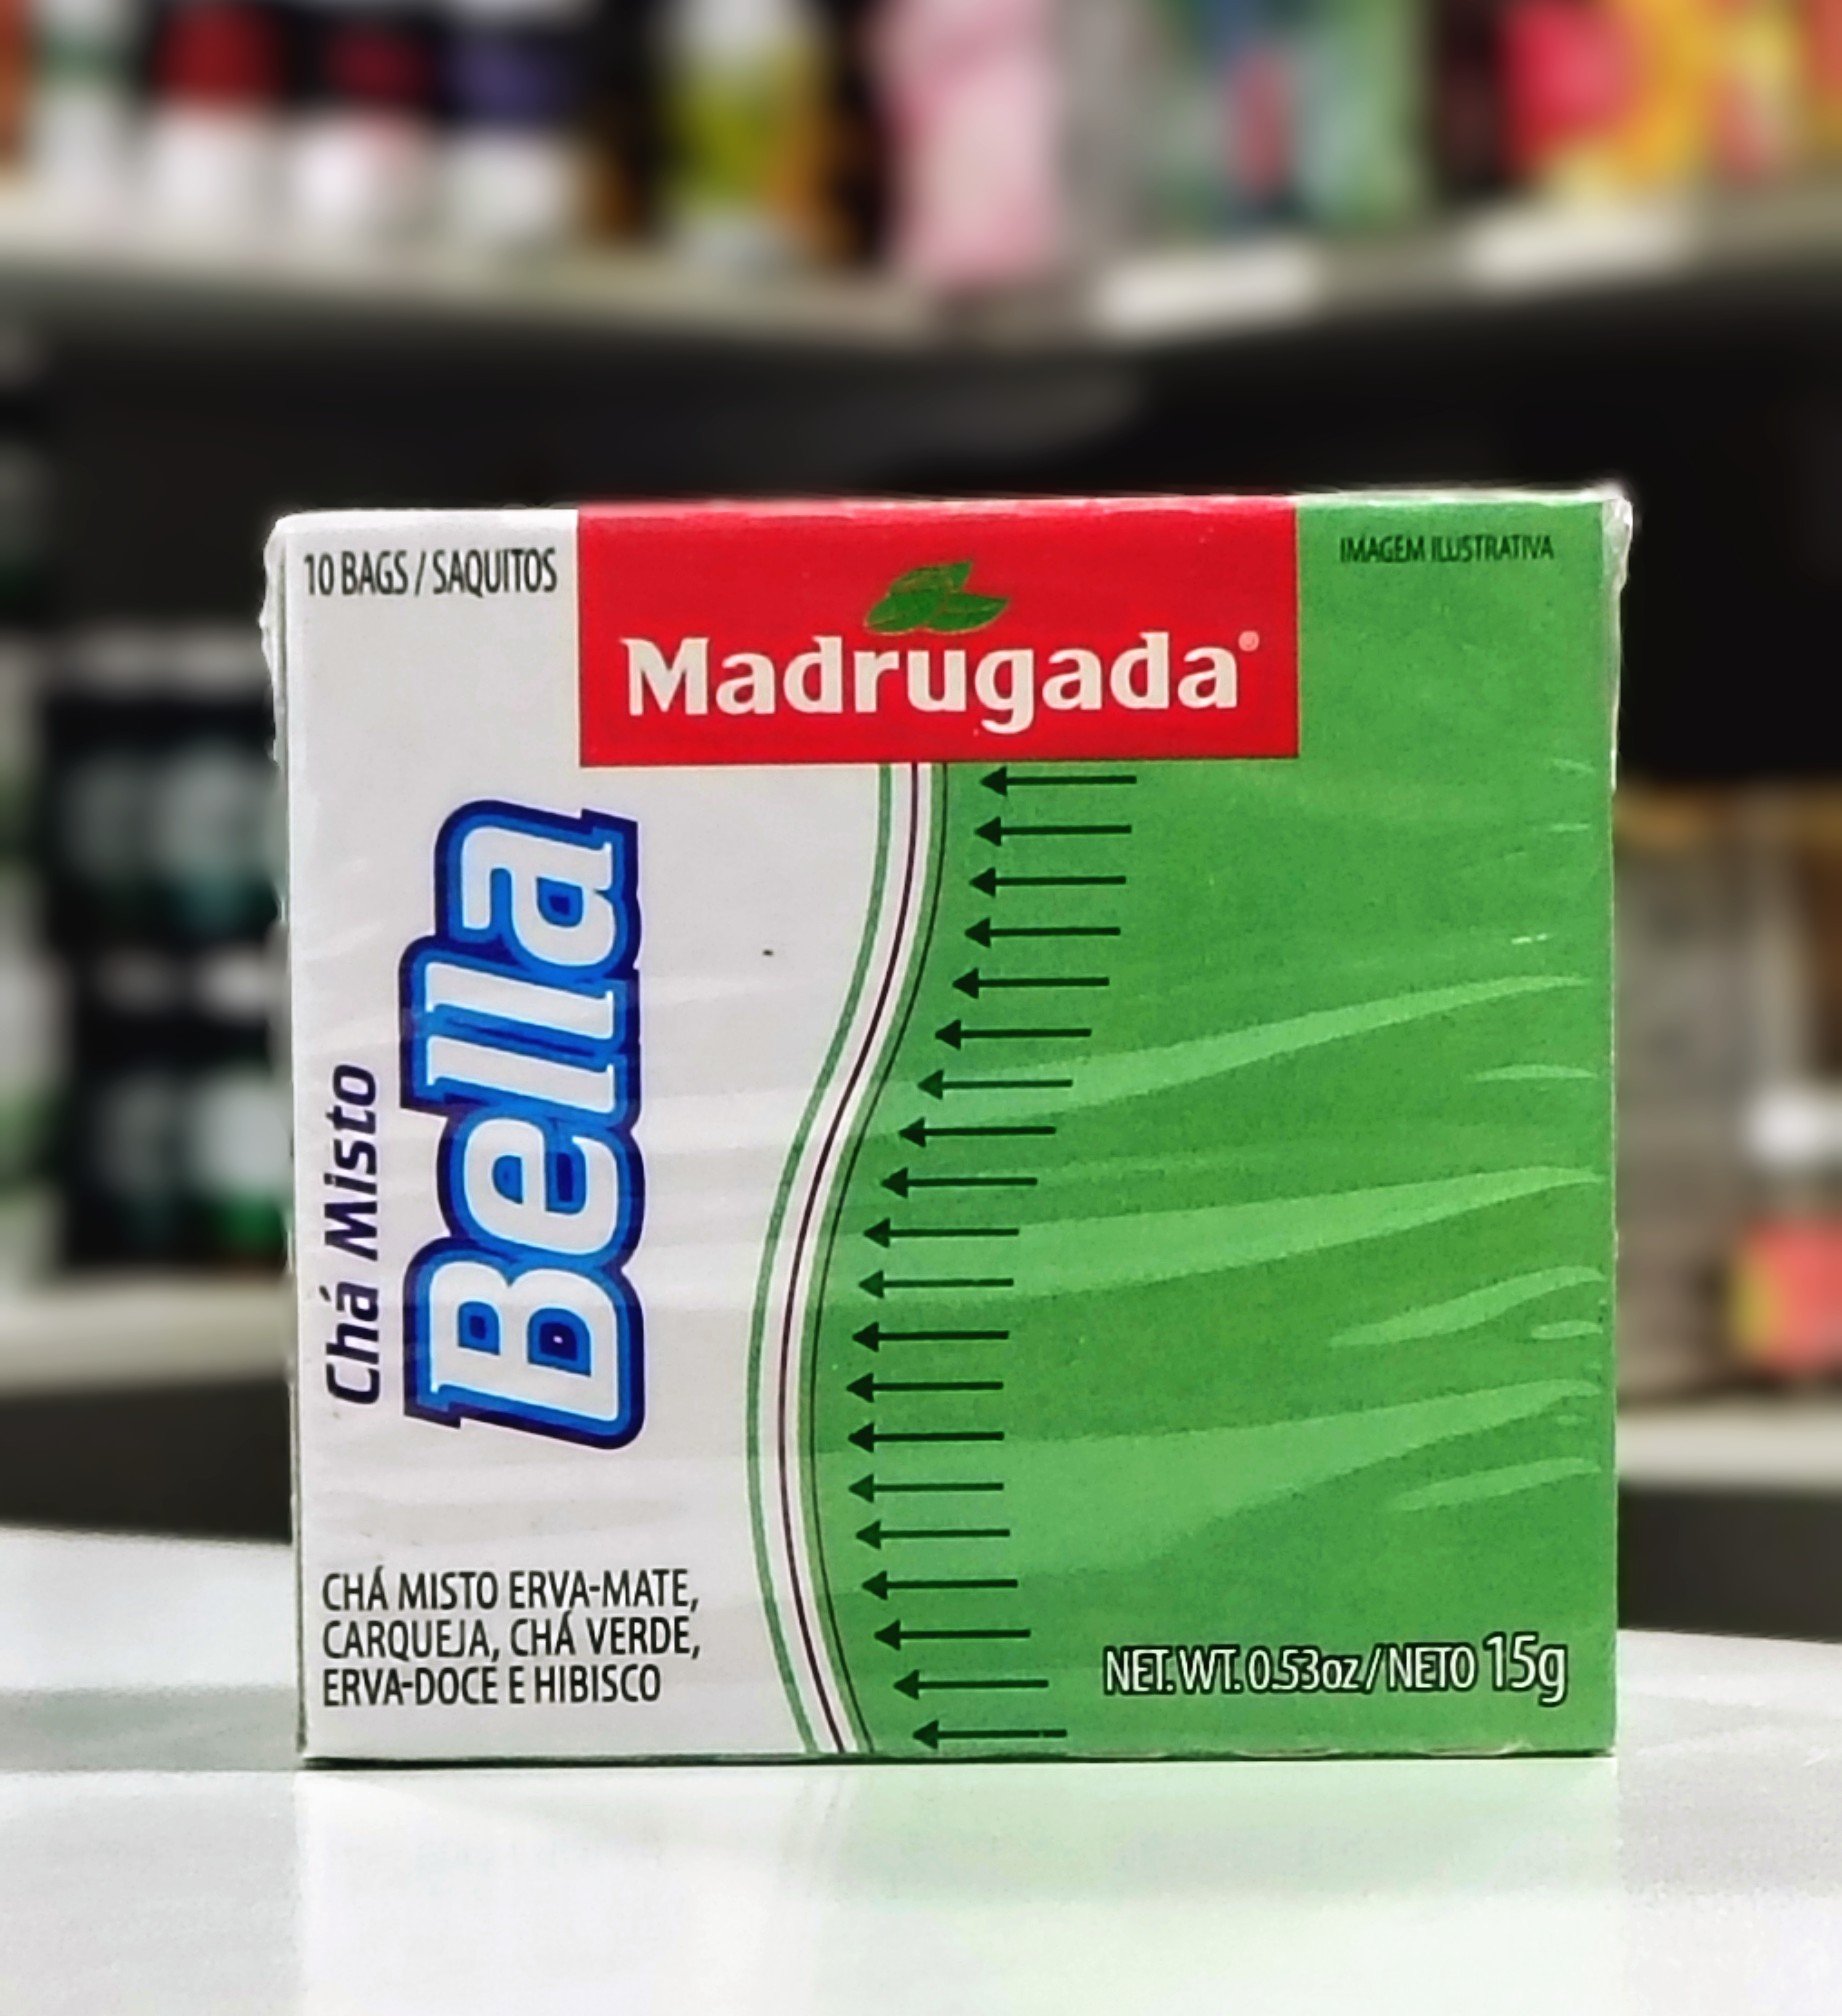 10 BAGS / SAQUITOS
Madrugada®
IMAGEM ILUSTRATIVA
Chá Misto
Bella
CHÁ MISTO ERVA-MATE,
CARQUEJA, CHÁ VERDE,
ERVA-DOCE E HIBISCO
NET. WT. 0.53oz / NETO 15g